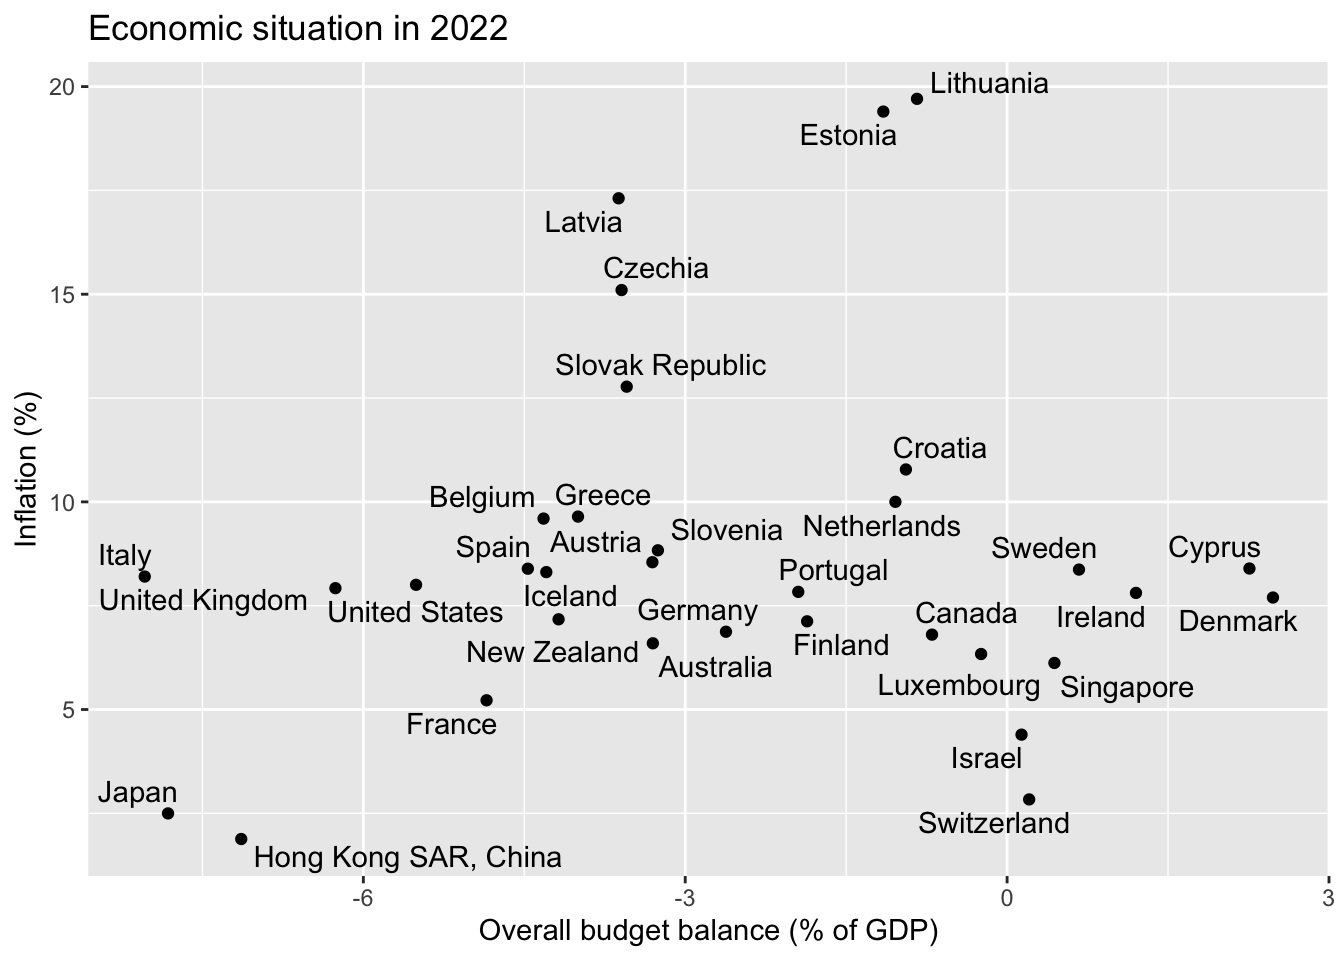 Economic situation in 2022
20
Lithuania
Estonia
Latvia
Czechia
15
Slovak Republic
Croatia
Belgium
Greece
10
Netherlands
Slovenia
Austria
Spain
Sweden
Cyprus
Italy
Portugal
United Kingdom
Iceland
United States
Germany
Canada
Ireland
Denmark
Finland
New Zealand
Australia
Luxembourg
Singapore
5
France
Israel
Japan
Switzerland
Hong Kong SAR, China
Inflation (%)
-6
-3
0
3
Overall budget balance (% of GDP)